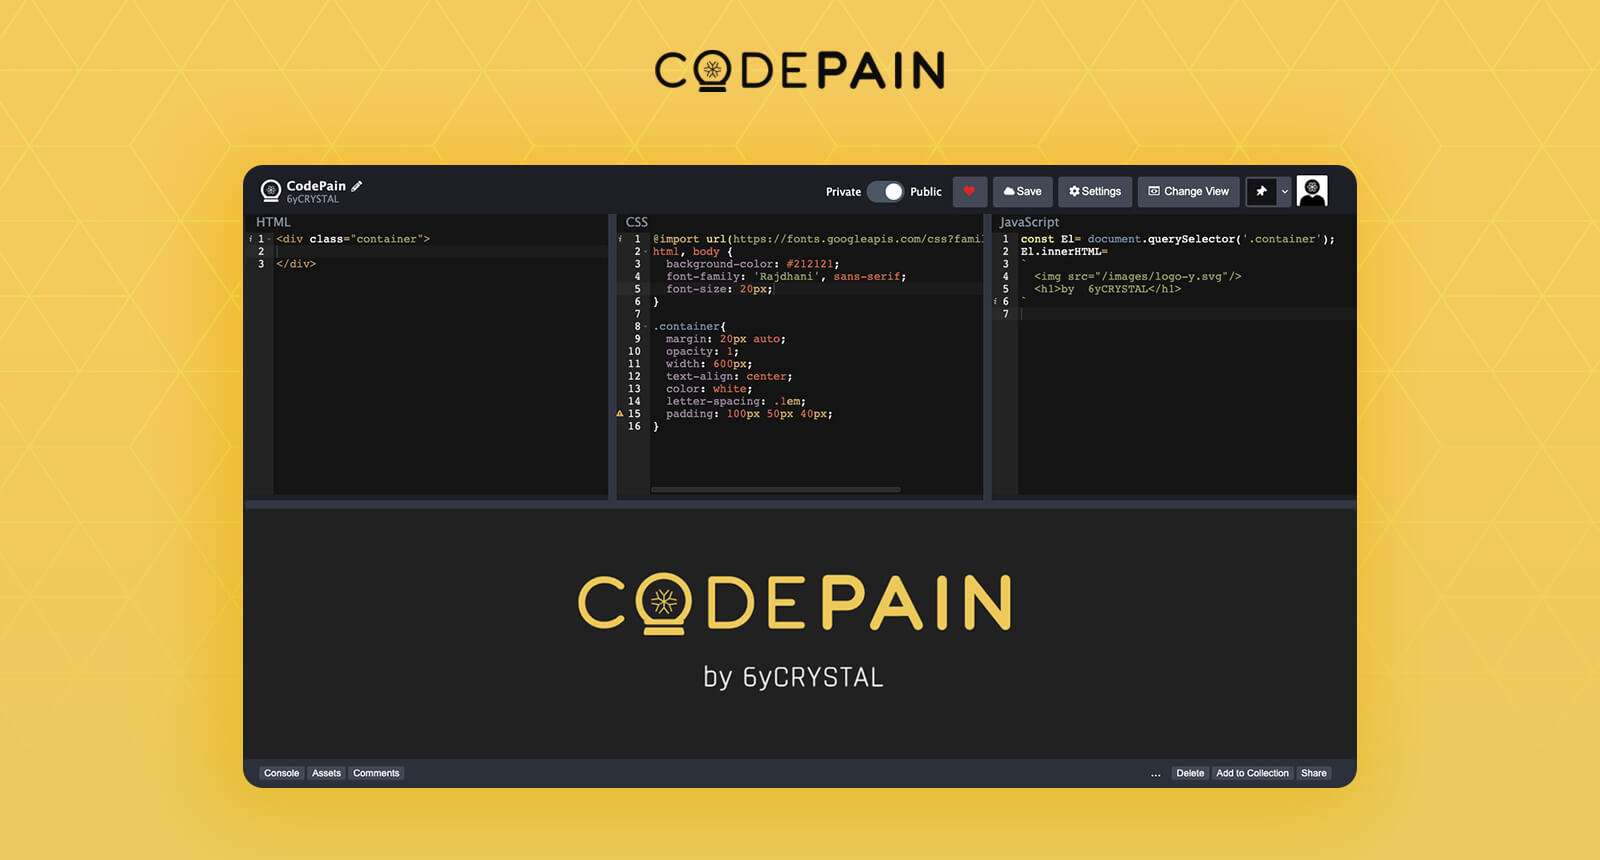 CODEPAIN
CodePain
6yCRYSTAL
Private Public Save Settings Change View
HTML
1 <div class="container">
2
3 </div>
CSS
1 @import url(https://fonts.googleapis.com/css?famil
2 html, body {
3 background-color: #212121;
4 font-family: 'Rajdhani', sans-serif;
5 font-size: 20px;
6 }
7
8 .container{
9 margin: 20px auto;
10 opacity: 1;
11 width: 600px;
12 text-align: center;
13 color: white;
14 letter-spacing: .1em;
15 padding: 100px 50px 40px;
16 }
JavaScript
1 const El= document.querySelector('.container');
2 El.innerHTML=
3 `
4 <img src="/images/logo-y.svg"/>
5 <h1>by  6yCRYSTAL</h1>
6 `
7
CODEPAIN
by 6yCRYSTAL
Console Assets Comments ... Delete Add to Collection Share